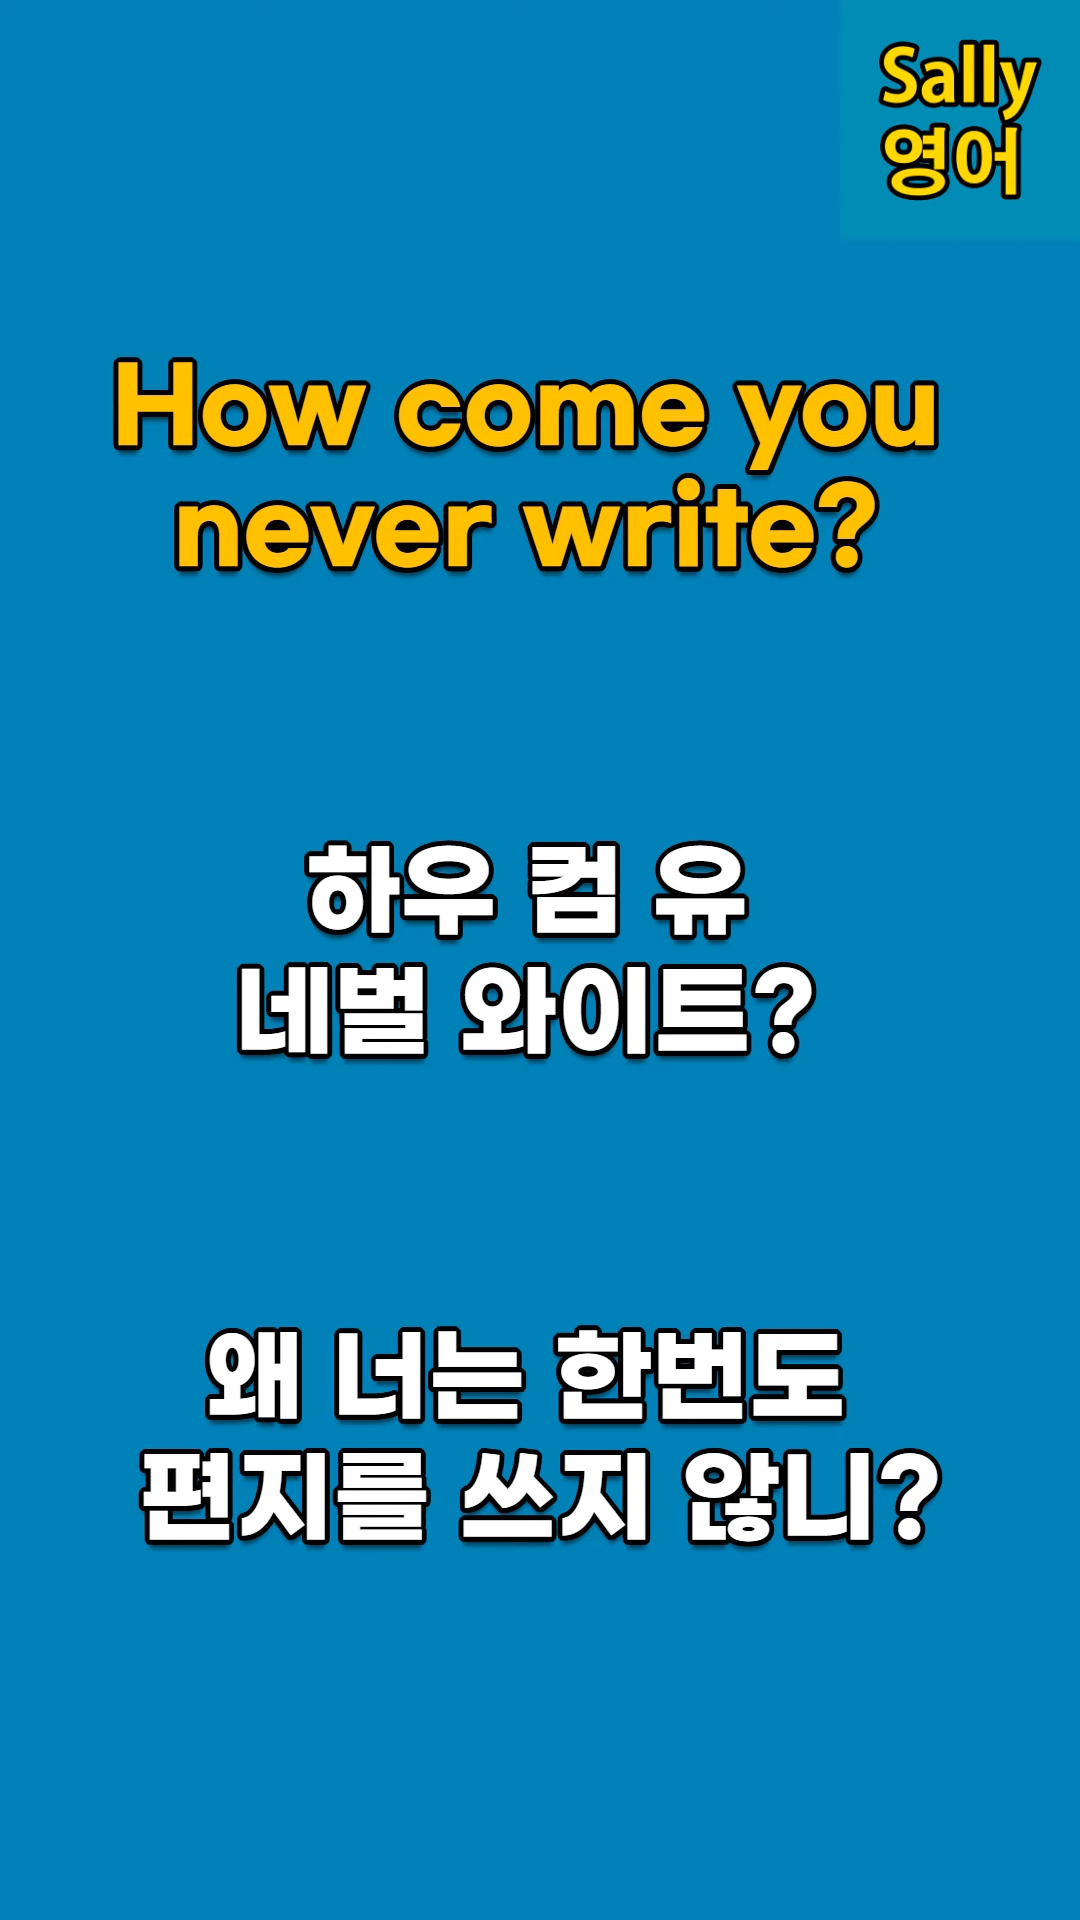 Sally
영어
How come you
never write?
하우 컴 유
네벌 와이트?
왜 너는 한번도
편지를 쓰지 않니?